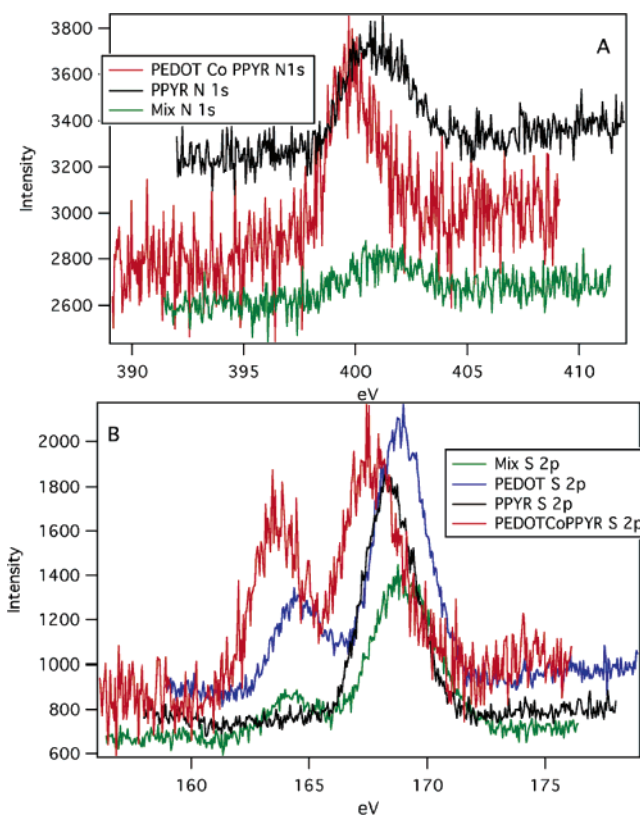 3800
3600
3400
3200
3000
2800
2600
Intensity
A
PEDOT Co PPYR N1s
PPYR N 1s
Mix N 1s
390
395
400
405
410
eV
B
2000
1800
1600
1400
1200
1000
800
600
Intensity
Mix S 2p
PEDOT S 2p
PPYR S 2p
PEDOTCoPPYR S 2p
160
165
170
175
eV